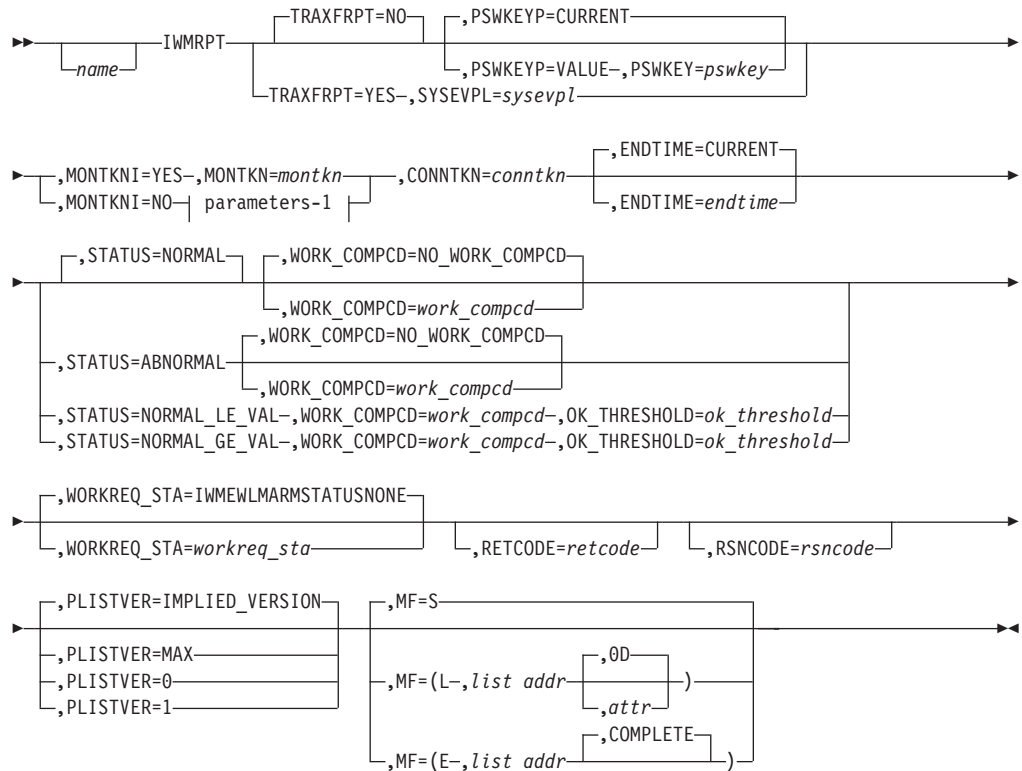 TRAXFRPT=NO ,PSWKEYP=CURRENT
name IWMRPT ,PSWKEYP=VALUE ,PSWKEY=pswkey
TRAXFRPT=YES ,SYSEVPL=sysevpl
,ENDTIME=CURRENT
,MONTKNI=YES ,MONTKN=montkn ,CONNTKN=conntkn
,MONTKNI=NO parameters-1 ,ENDTIME=endtime
,STATUS=NORMAL ,WORK_COMPCD=NO_WORK_COMPCD
,WORK_COMPCD=work_compcd
,WORK_COMPCD=NO_WORK_COMPCD
,STATUS=ABNORMAL
,WORK_COMPCD=work_compcd
,STATUS=NORMAL_LE_VAL ,WORK_COMPCD=work_compcd ,OK_THRESHOLD=ok_threshold
,STATUS=NORMAL_GE_VAL ,WORK_COMPCD=work_compcd ,OK_THRESHOLD=ok_threshold
,WORKREQ_STA=IWMEWLMARMSTATUSNONE
,WORKREQ_STA=workreq_sta ,RETCODE=retcode ,RSNCODE=rsncode
,PLISTVER=IMPLIED_VERSION ,MF=S
,PLISTVER=MAX ,0D
,PLISTVER=0 ,MF=(L ,list addr )
,PLISTVER=1 ,attr
,COMPLETE
,MF=(E ,list addr )